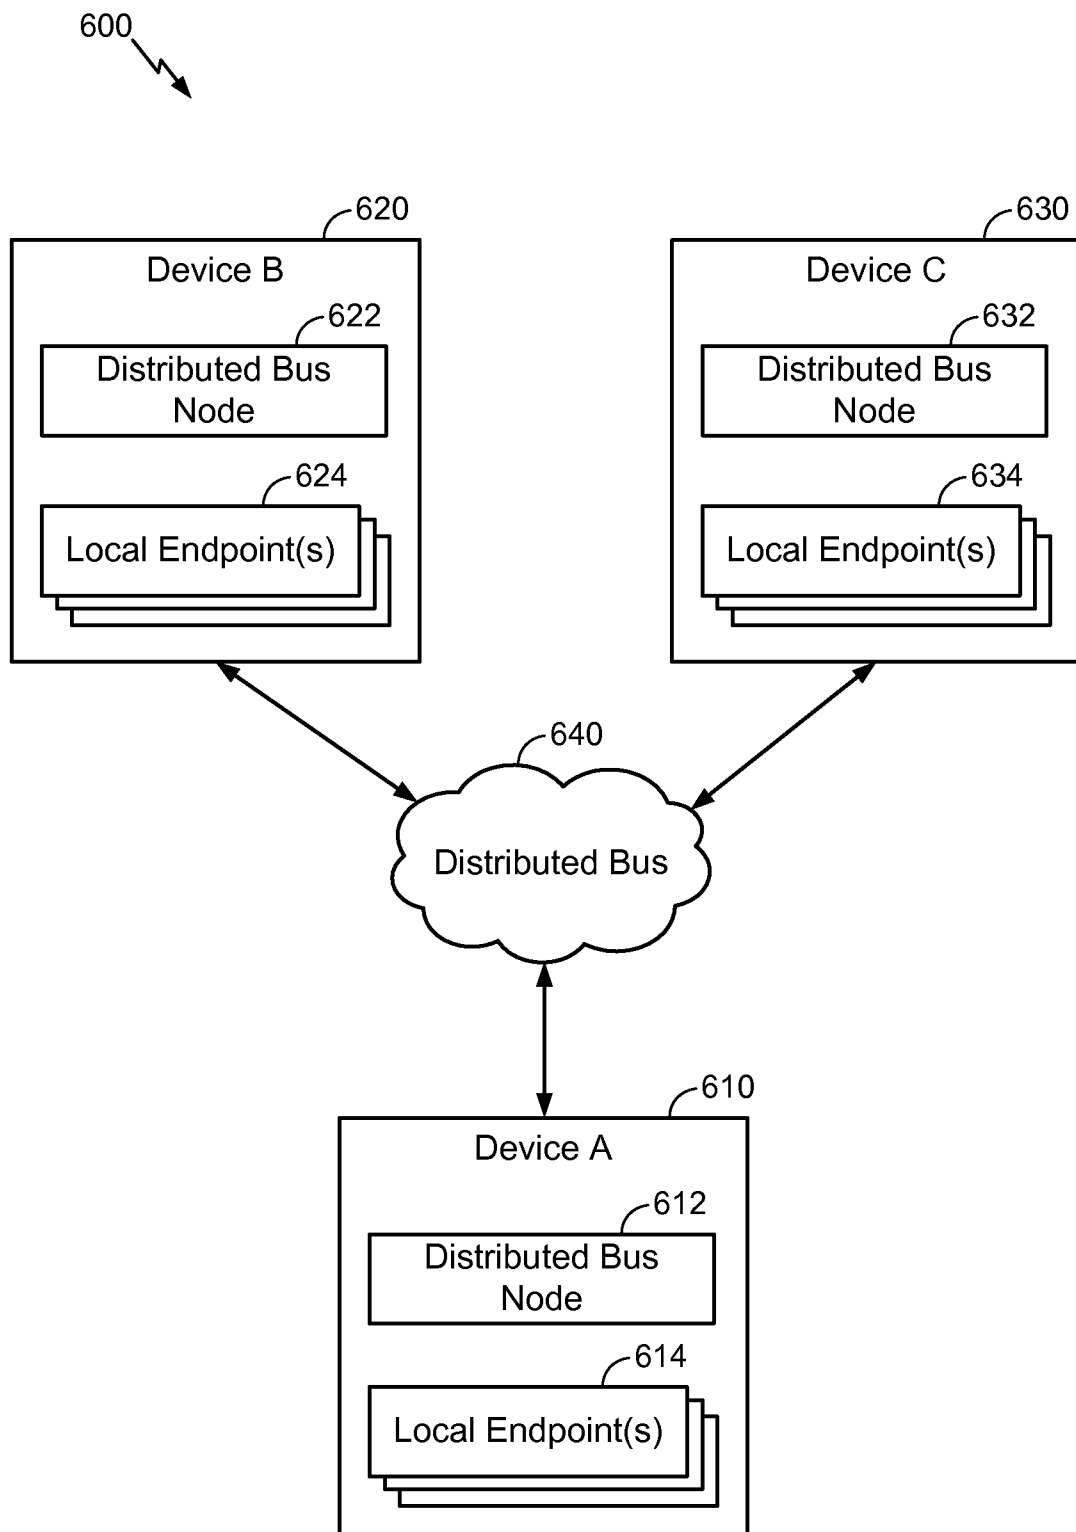 600
620
Device B
622
Distributed Bus
Node
624
Local Endpoint(s)
630
Device C
632
Distributed Bus
Node
634
Local Endpoint(s)
640
Distributed Bus
610
Device A
612
Distributed Bus
Node
614
Local Endpoint(s)